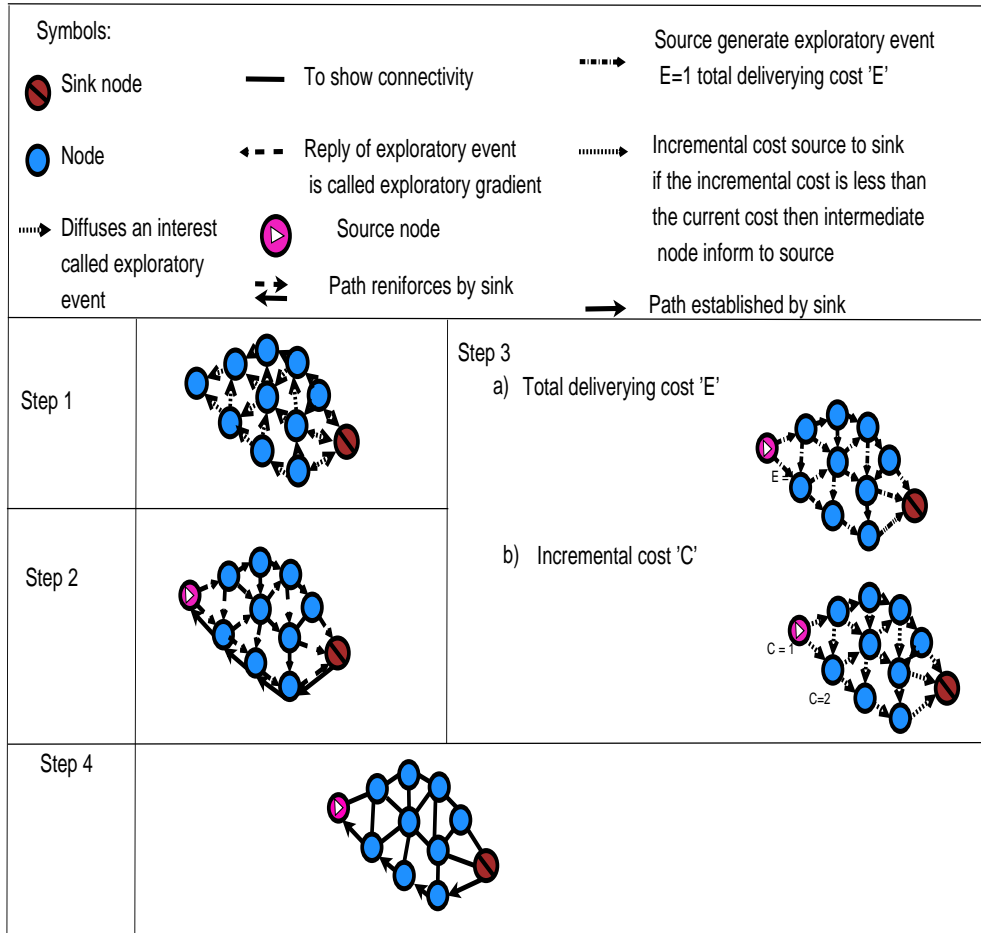 Symbols:
Sink node
Node
Diffuses an interest
called exploratory
event
To show connectivity
Reply of exploratory event
is called exploratory gradient
Source node
Path reniforces by sink
Source generate exploratory event
E=1 total deliverying cost 'E'
Incremental cost source to sink
if the incremental cost is less than
the current cost then intermediate
node inform to source
Path established by sink
Step 1
Step 2
Step 3
a) Total deliverying cost 'E'
E =
b) Incremental cost 'C'
C = 1
C=2
Step 4